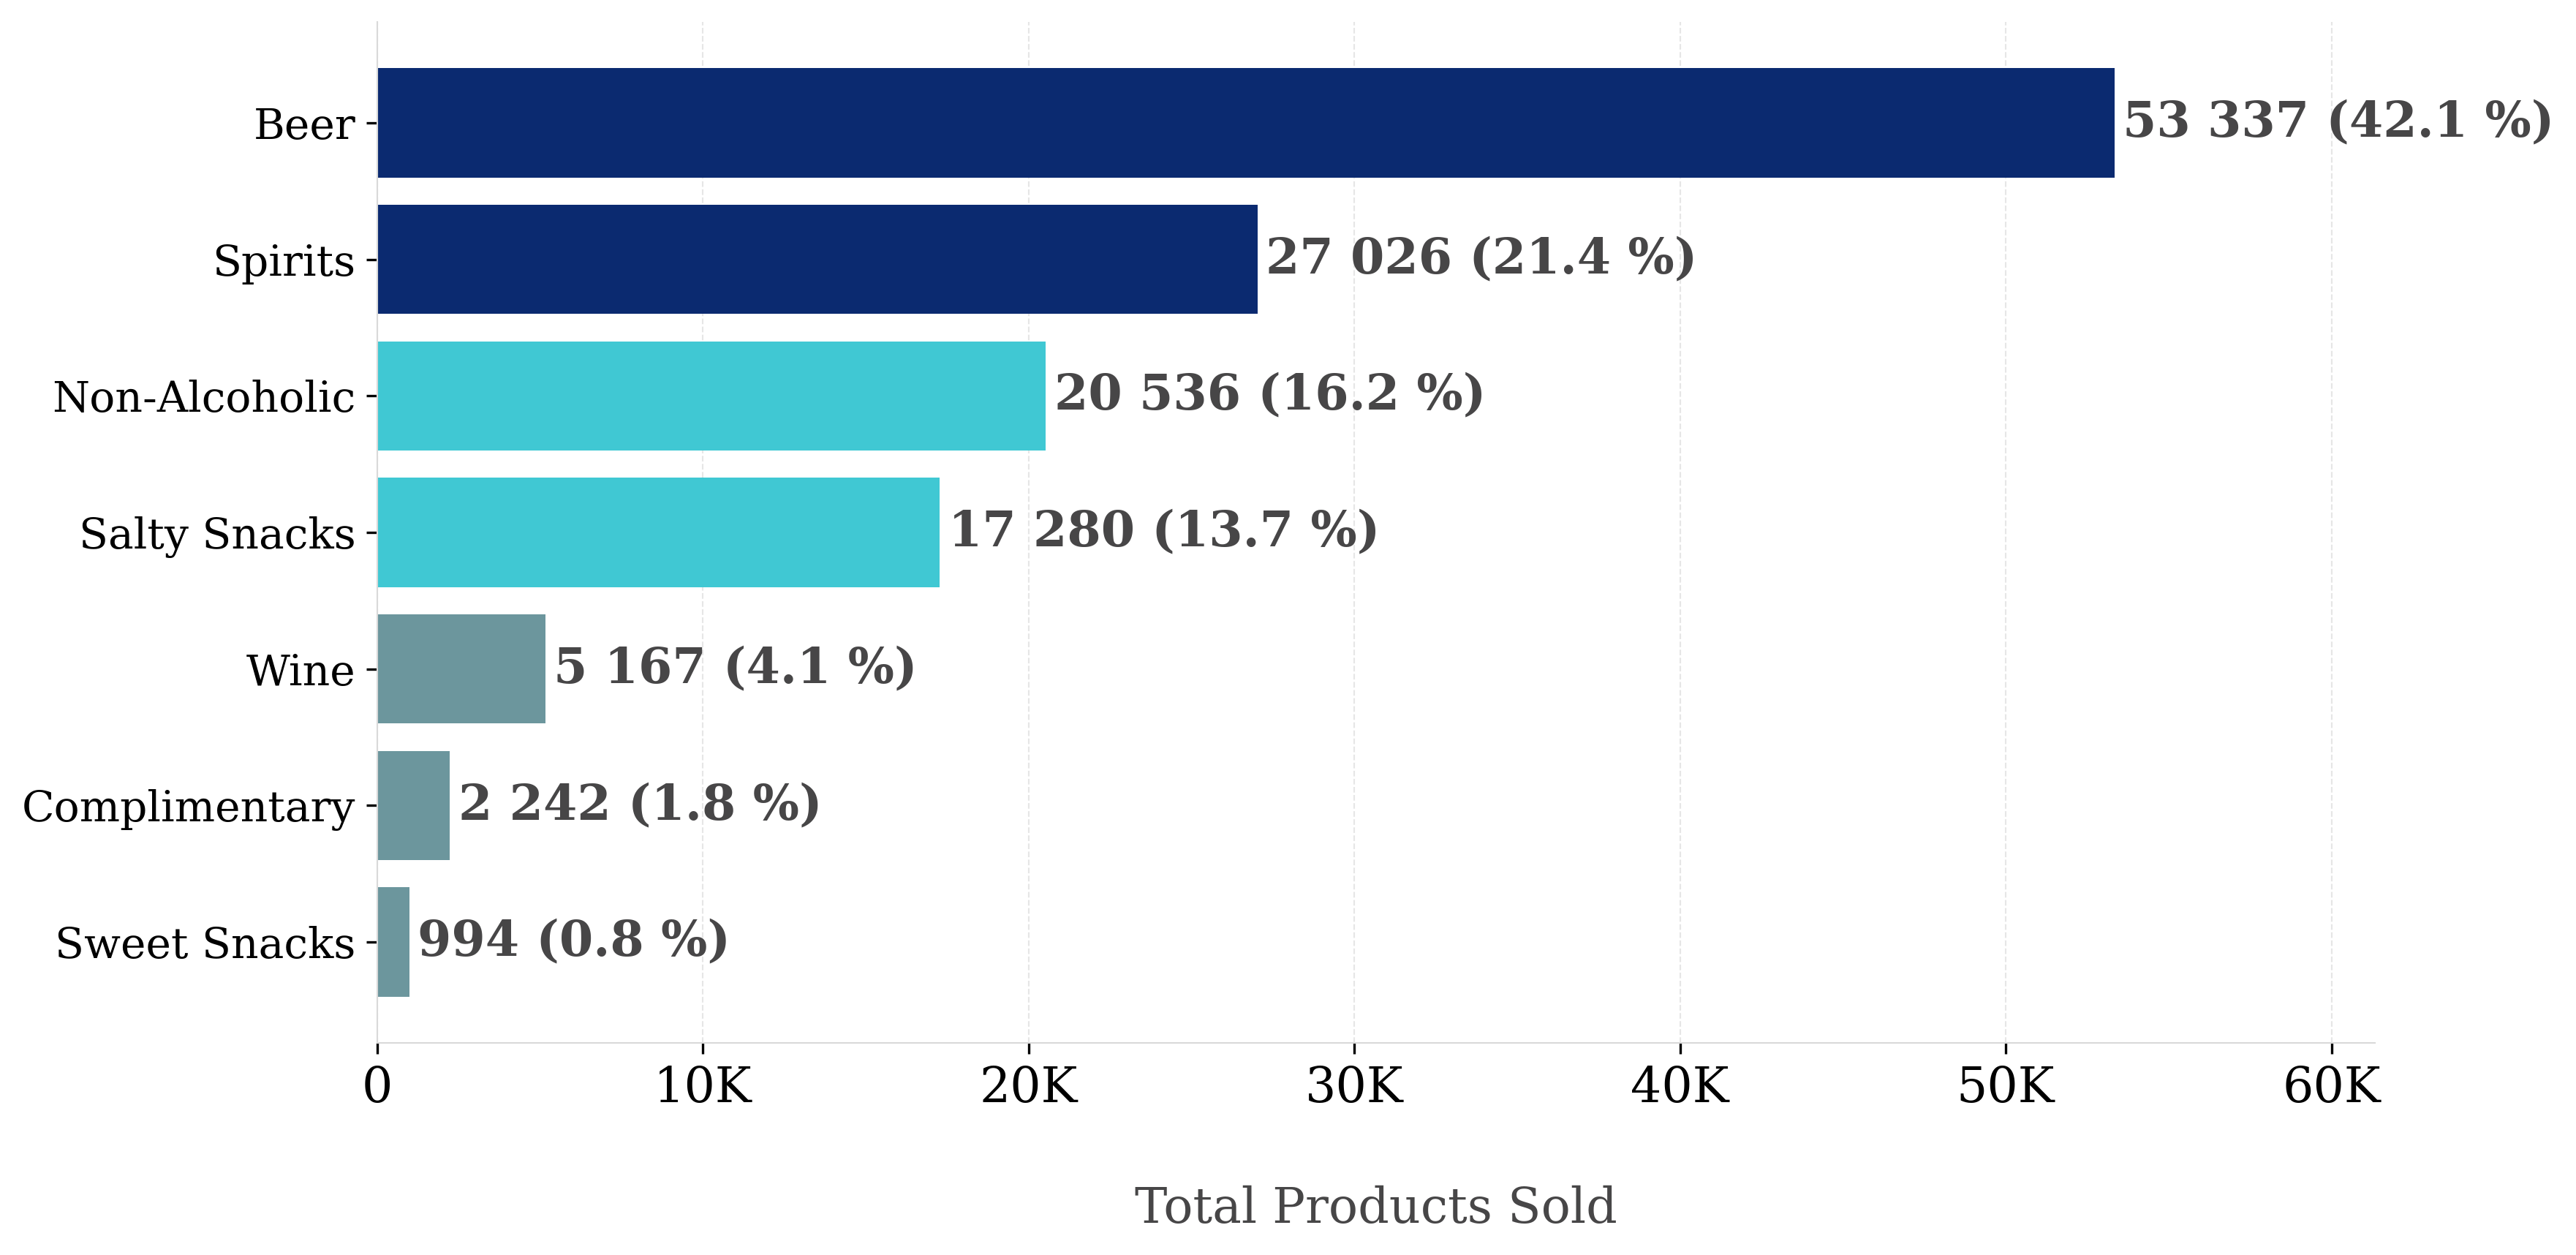 Beer 53 337 (42.1 %)
Spirits 27 026 (21.4 %)
Non-Alcoholic 20 536 (16.2 %)
Salty Snacks 17 280 (13.7 %)
Wine 5 167 (4.1 %)
Complimentary 2 242 (1.8 %)
Sweet Snacks 994 (0.8 %)
0 10K 20K 30K 40K 50K 60K
Total Products Sold